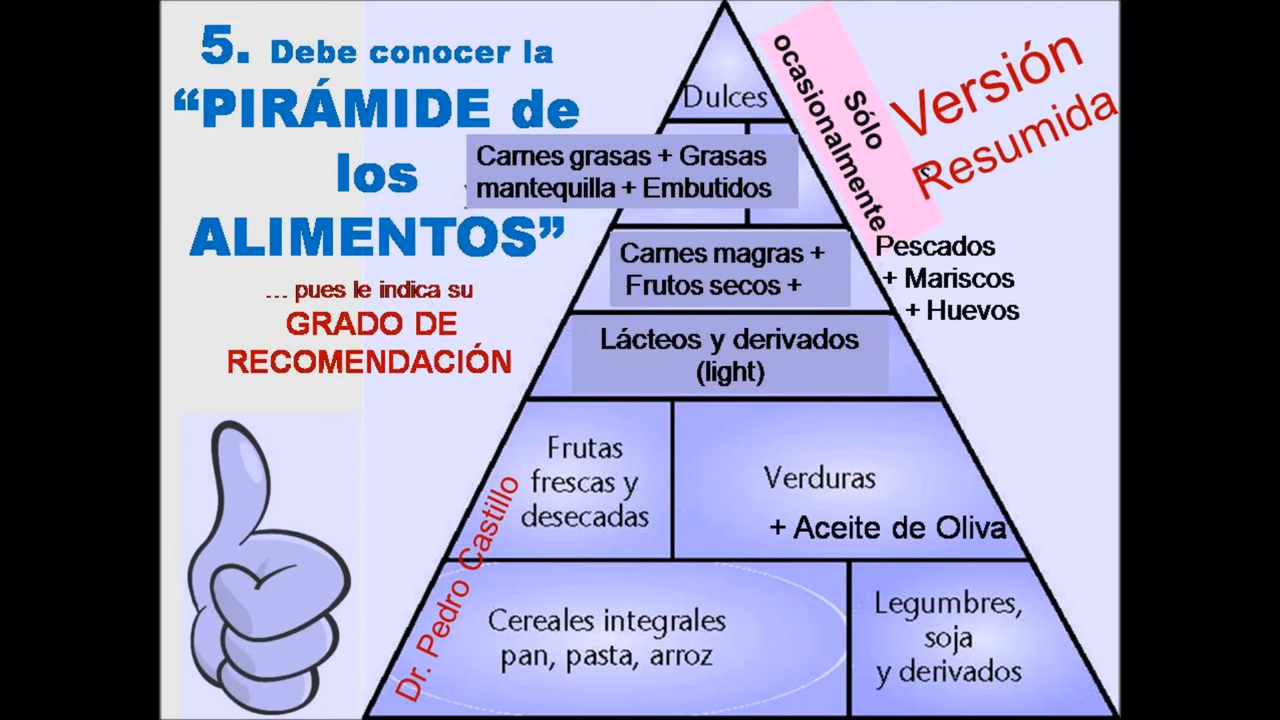 5. Debe conocer la
“PIRÁMIDE de
los
ALIMENTOS”
... pues le indica su
GRADO DE
RECOMENDACIÓN
Dulces
Sólo
ocasionalmente
Versión
Resumida
Carnes grasas + Grasas
mantequilla + Embutidos
Carnes magras +
Frutos secos +
Pescados
+ Mariscos
+ Huevos
Lácteos y derivados
(light)
Frutas
frescas y
desecadas
Verduras
+ Aceite de Oliva
Cereales integrales
pan, pasta, arroz
Legumbres,
soja
y derivados
Dr. Pedro Castillo